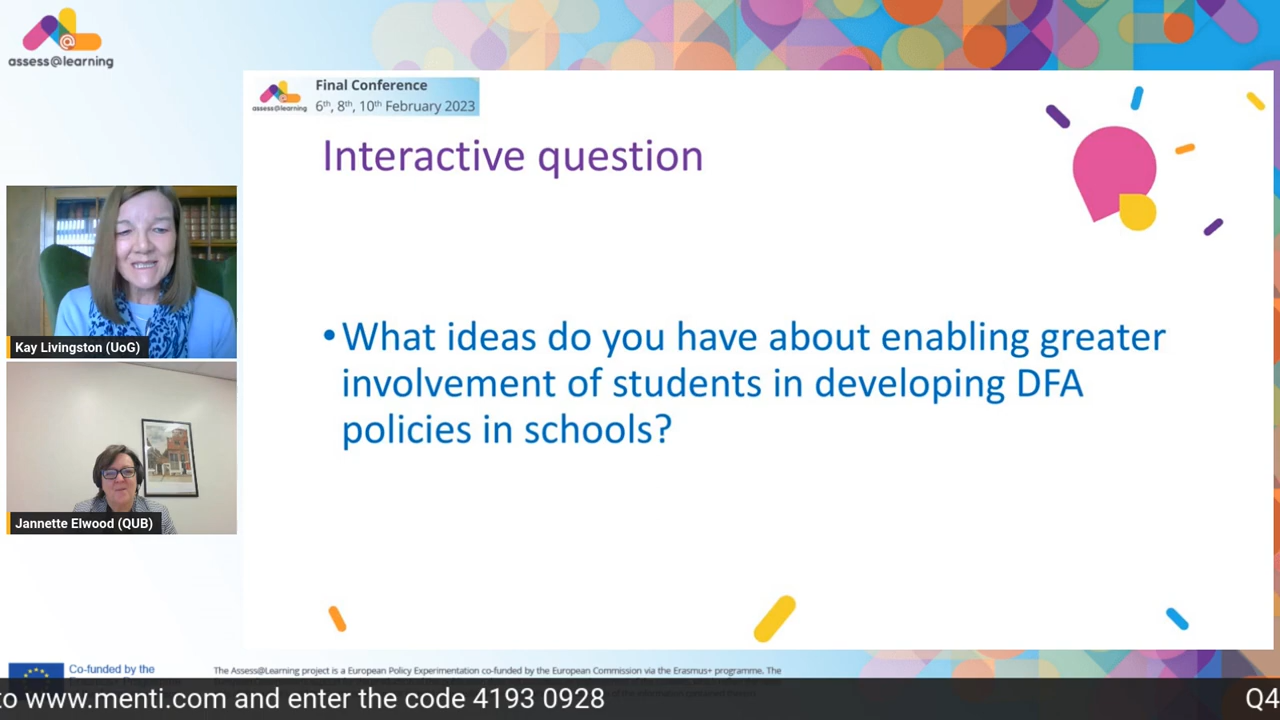 assess@learning
assess@learning
Final Conference
6th, 8th, 10th February 2023
Interactive question
• What ideas do you have about enabling greater
involvement of students in developing DFA
policies in schools?
Kay Livingston (UoG)
Jannette Elwood (QUB)
Co-funded by the
The Assess@Learning project is a European Policy Experimentation co-funded by the European Commission via the Erasmus+ programme. The
to www.menti.com and enter the code 4193 0928
Q4